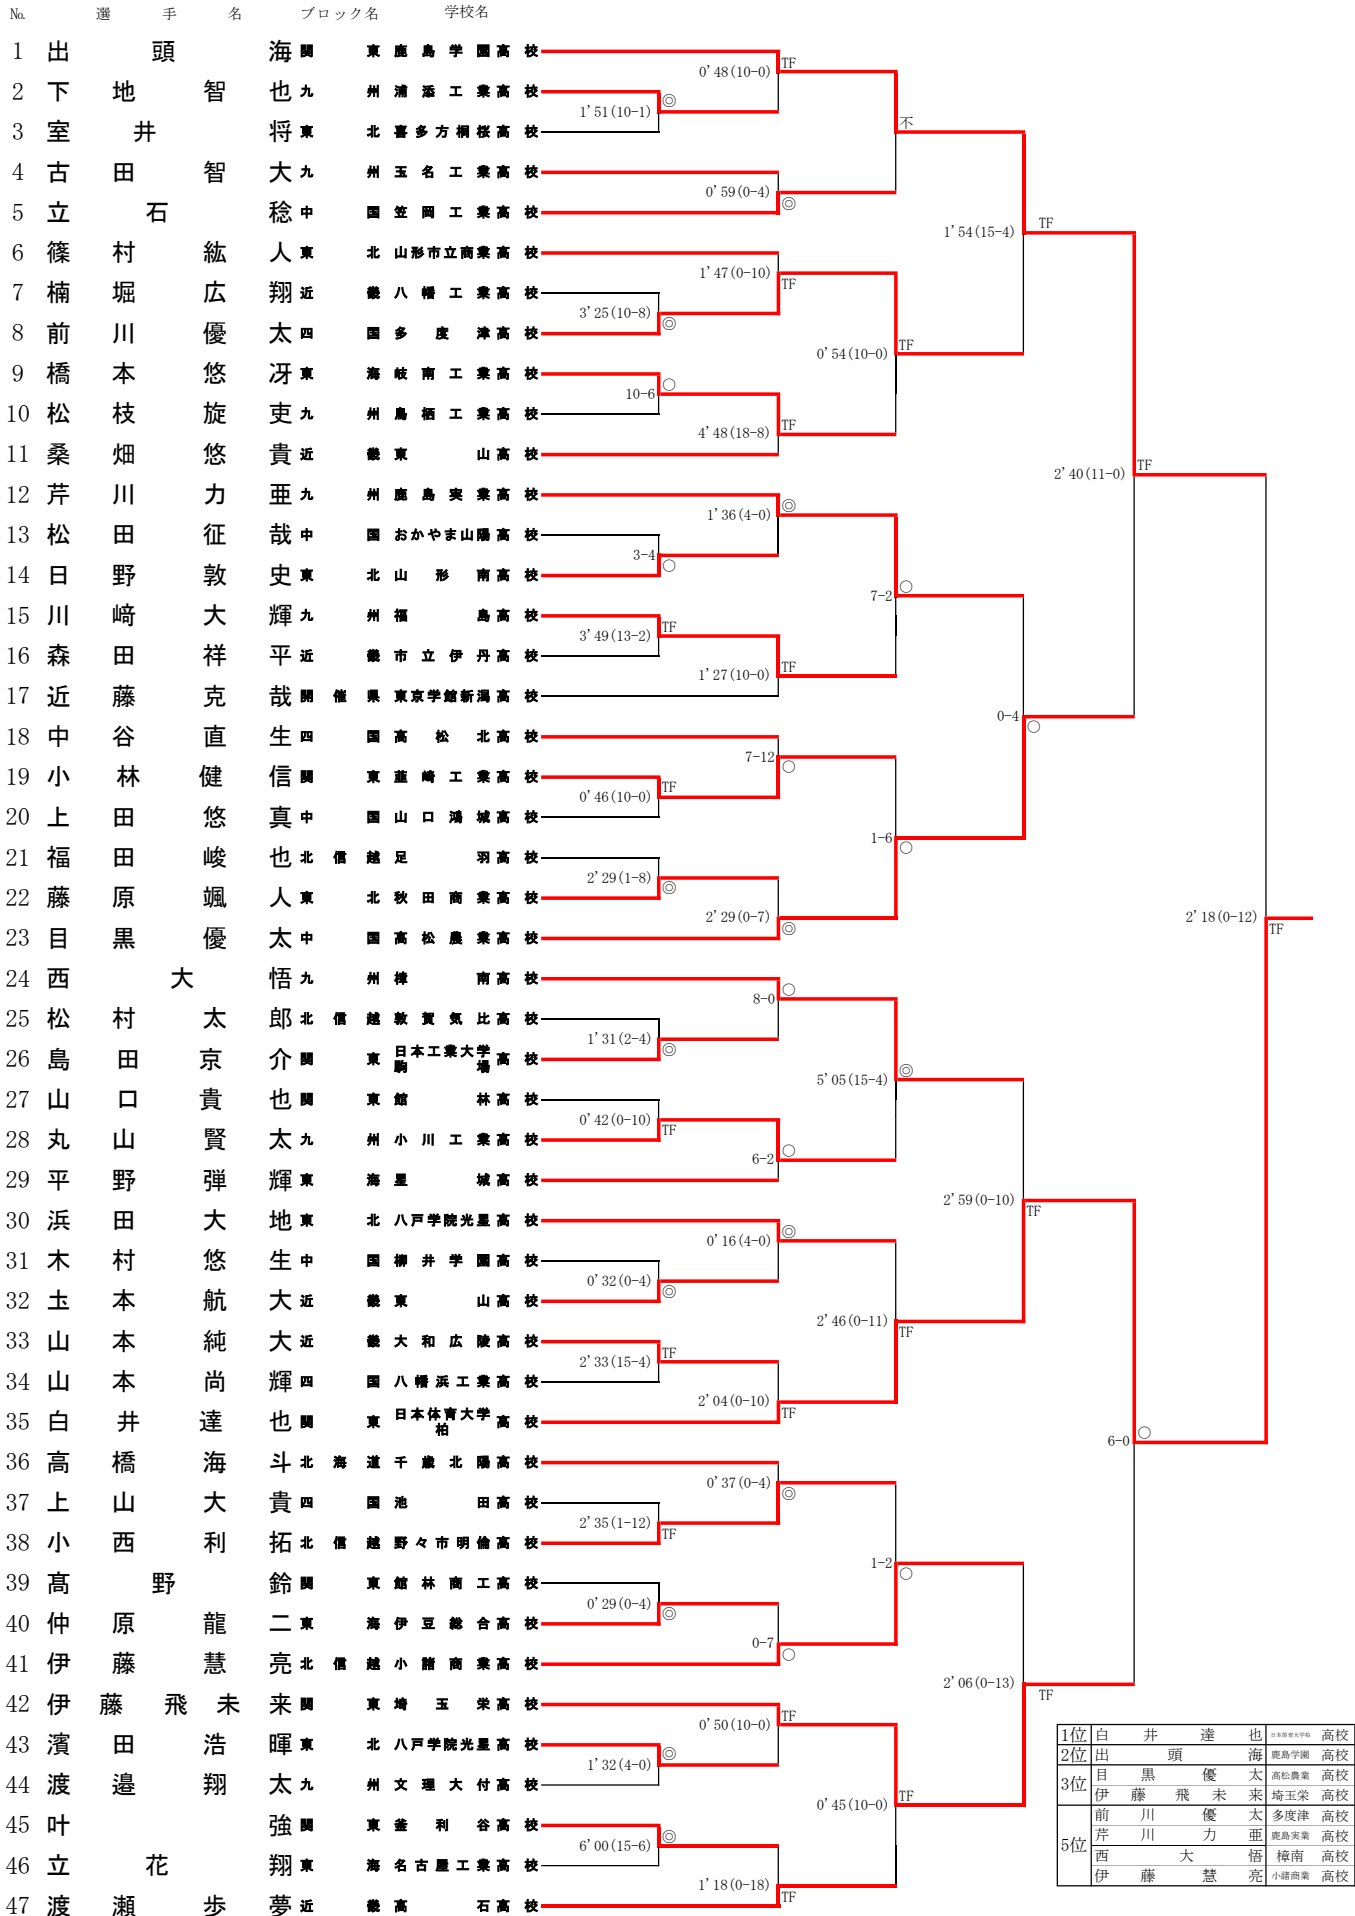 № 選手名 ブロック名 学校名
1 出頭海 関東 鹿島学園高校
2 下地智也 九州 浦添工業高校
3 室井将 東北 喜多方桐桜高校
4 古田智大 九州 玉名工業高校
5 立石稔 中国 笠岡工業高校
6 篠村紘人 東北 山形市立商業高校
7 楠堀広翔 近畿 八幡工業高校
8 前川優太 四国 多度津高校
9 橋本悠冴 東海 岐南工業高校
10 松枝旋吏 九州 鳥栖工業高校
11 桑畑悠貴 近畿 東山高校
12 芹川力亜 九州 鹿島実業高校
13 松田征哉 中国 おかやま山陽高校
14 日野敦史 東北 山形南高校
15 川﨑大輝 九州 福島高校
16 森田祥平 近畿 市立伊丹高校
17 近藤克哉 開催県 東京学館新潟高校
18 中谷直生 四国 高松北高校
19 小林健信 関東 韮崎工業高校
20 上田悠真 中国 山口鴻城高校
21 福田峻也 北信越 足羽高校
22 藤原颯人 東北 秋田商業高校
23 目黒優太 中国 高松農業高校
24 西大悟 九州 樟南高校
25 松村太郎 北信越 敦賀気比高校
26 島田京介 関東 日本工業大学駒場高校
27 山口貴也 関東 館林高校
28 丸山賢太 九州 小川工業高校
29 平野弾輝 東海 星城高校
30 浜田大地 東北 八戸学院光星高校
31 木村悠生 中国 柳井学園高校
32 圡本航大 近畿 東山高校
33 山本純大 近畿 大和広陵高校
34 山本尚輝 四国 八幡浜工業高校
35 白井達也 関東 日本体育大学柏高校
36 高橋海斗 北海道 千歳北陽高校
37 上山大貴 四国 池田高校
38 小西利拓 北信越 野々市明倫高校
39 髙野鈴 関東 館林商工高校
40 仲原龍二 東海 伊豆総合高校
41 伊藤慧亮 北信越 小諸商業高校
42 伊藤飛未来 関東 埼玉栄高校
43 濱田浩暉 東北 八戸学院光星高校
44 渡邉翔太 九州 文理大付高校
45 叶強 関東 釜利谷高校
46 立花翔 東海 名古屋工業高校
47 渡瀬歩夢 近畿 高石高校
1'51(10-1) ◎
3'25(10-8) ◎
10-6 ○
3-4 ○
3'49(13-2) TF
0'46(10-0) TF
2'29(1-8) ◎
1'31(2-4) ◎
0'42(0-10) TF
0'32(0-4) ◎
2'33(15-4) TF
2'35(1-12) TF
0'29(0-4) ◎
1'32(4-0) ◎
6'00(15-6) ◎
0'48(10-0) TF
0'59(0-4) ◎
1'47(0-10) TF
4'48(18-8) TF
1'36(4-0) ◎
1'27(10-0) TF
7-12 ○
2'29(0-7) ◎
8-0 ○
6-2 ○
0'16(4-0) ◎
2'04(0-10) TF
0'37(0-4) ◎
0-7 ○
0'50(10-0) TF
1'18(0-18) TF
不
0'54(10-0) TF
7-2 ○
1-6 ○
5'05(15-4) ◎
2'46(0-11) TF
1-2 ○
0'45(10-0) TF
1'54(15-4) TF
0-4 ○
2'59(0-10) TF
2'06(0-13) TF
2'40(11-0) TF
6-0 ○
2'18(0-12) TF
1位 白井達也 日本体育大学柏 高校
2位 出頭海 鹿島学園 高校
3位 目黒優太 高松農業 高校
伊藤飛未来 埼玉栄 高校
5位 前川優太 多度津 高校
芹川力亜 鹿島実業 高校
西大悟 樟南 高校
伊藤慧亮 小諸商業 高校